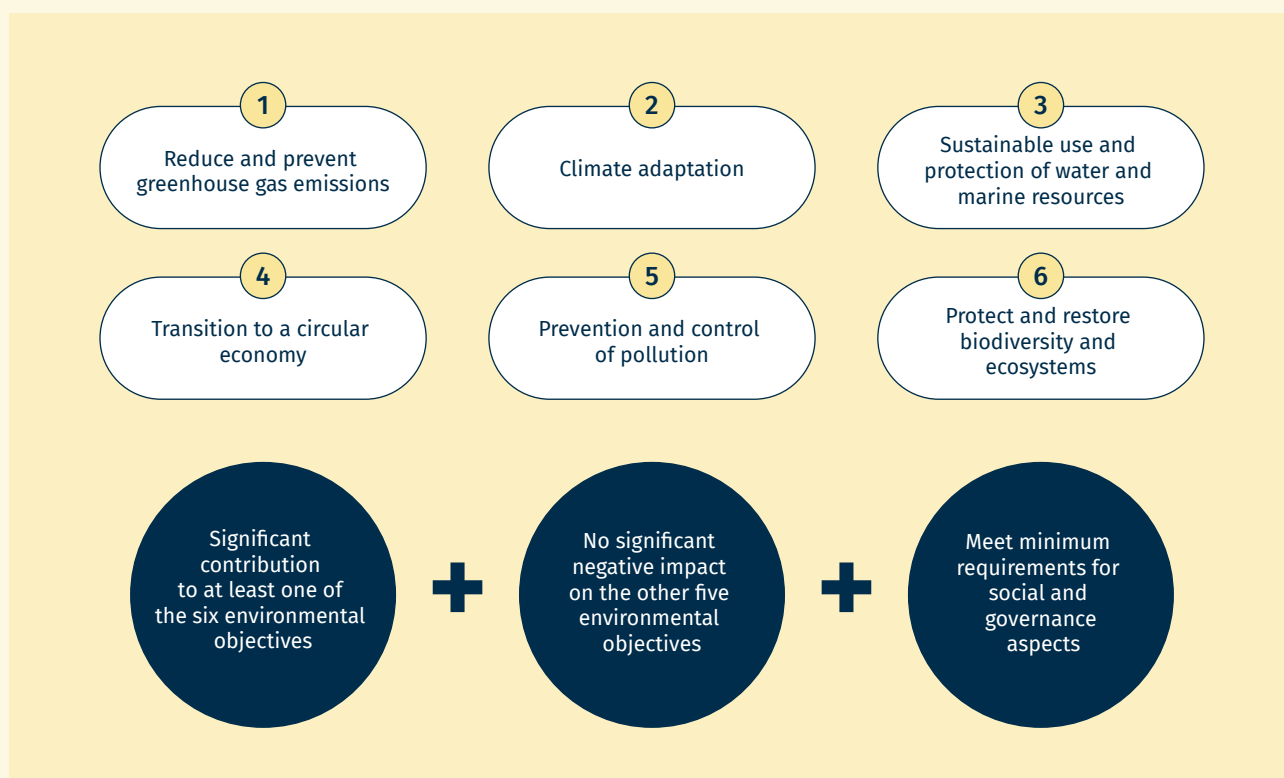 1
Reduce and prevent
greenhouse gas emissions
2
Climate adaptation
3
Sustainable use and
protection of water and
marine resources
4
Transition to a circular
economy
5
Prevention and control
of pollution
6
Protect and restore
biodiversity and
ecosystems
Significant
contribution
to at least one of
the six environmental
objectives
+
No significant
negative impact
on the other five
environmental
objectives
+
Meet minimum
requirements for
social and
governance
aspects